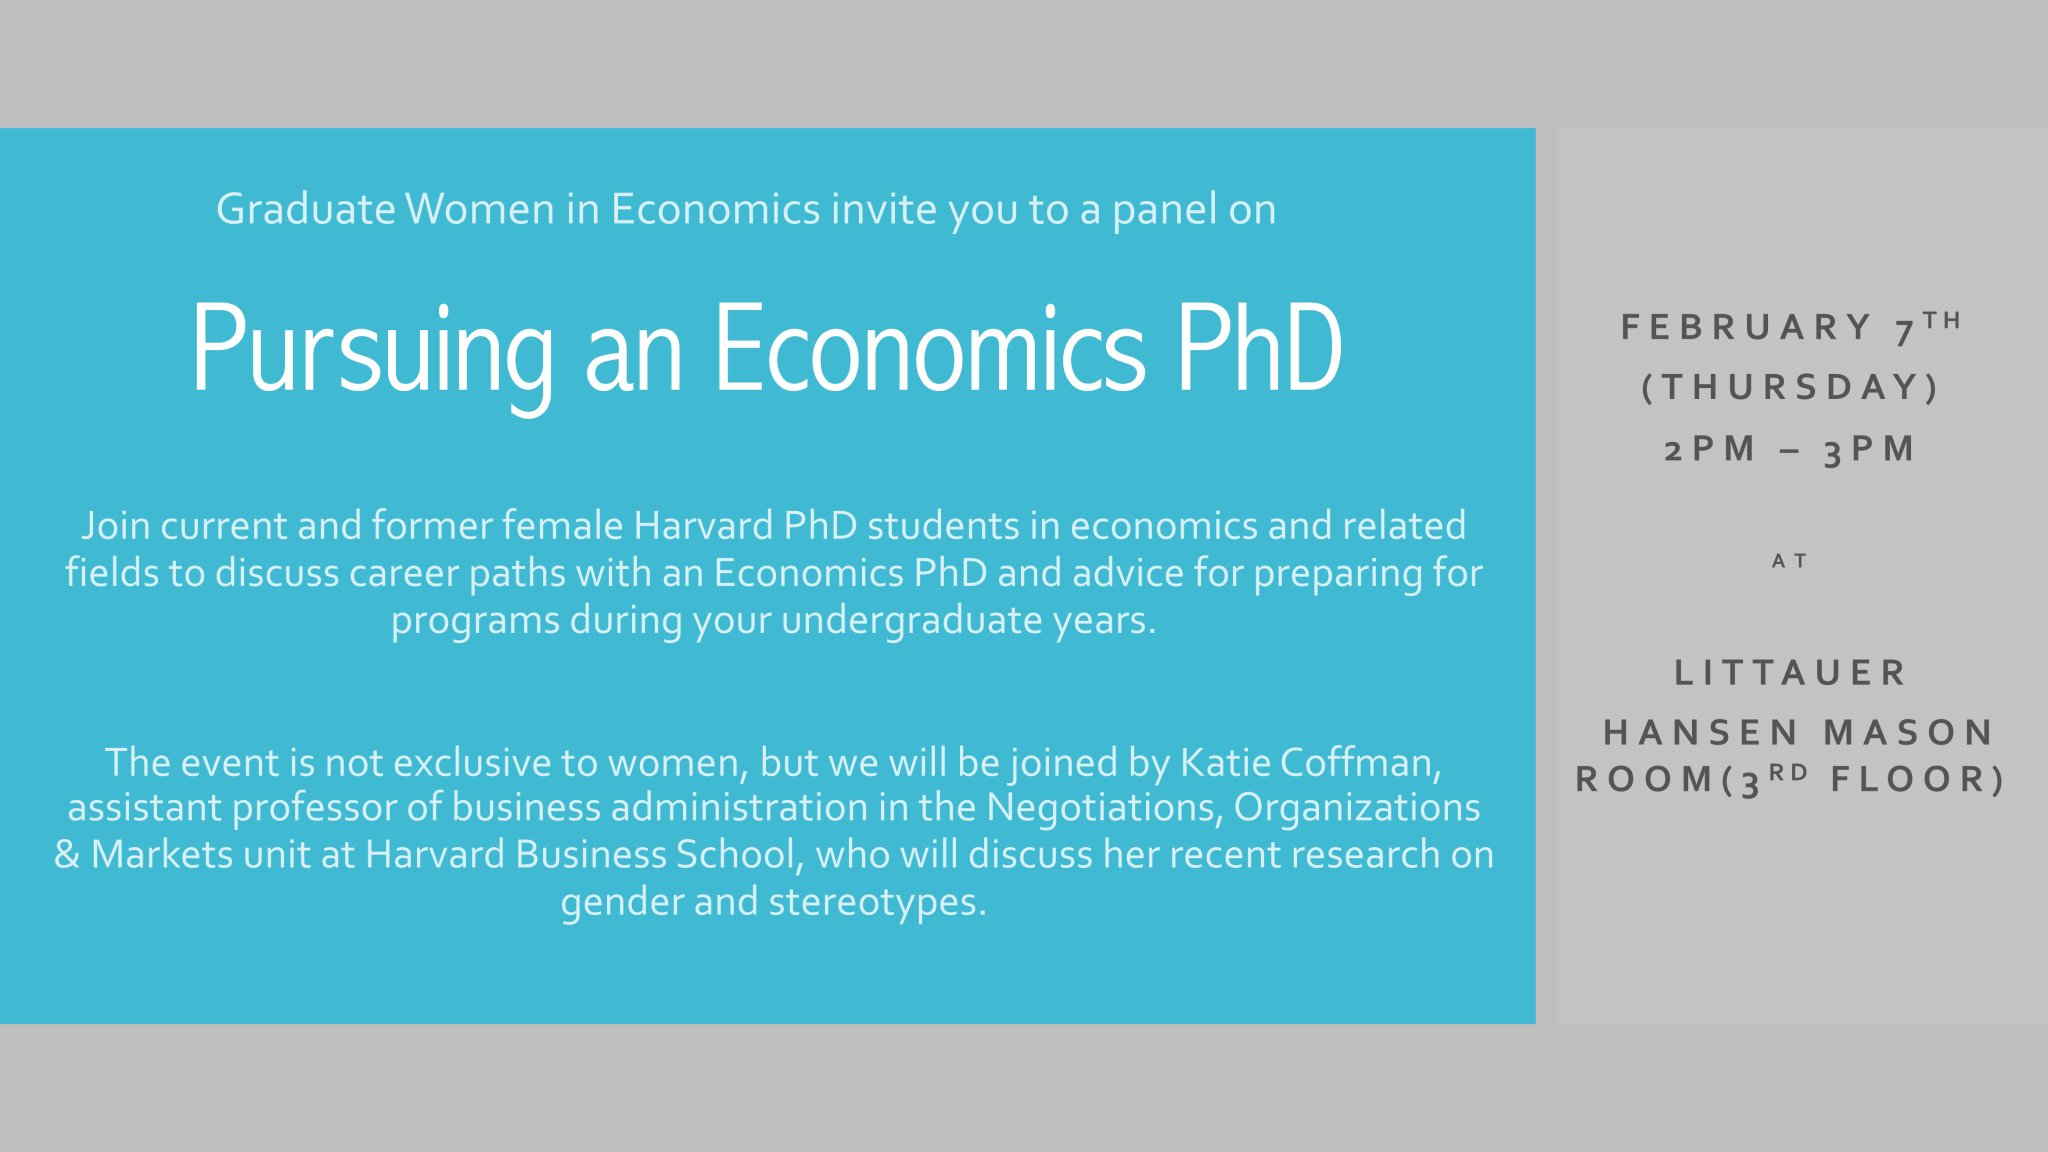 Graduate Women in Economics invite you to a panel on
Pursuing an Economics PhD
Join current and former female Harvard PhD students in economics and related
fields to discuss career paths with an Economics PhD and advice for preparing for
programs during your undergraduate years.
The event is not exclusive to women, but we will be joined by Katie Coffman,
assistant professor of business administration in the Negotiations, Organizations
& Markets unit at Harvard Business School, who will discuss her recent research on
gender and stereotypes.
FEBRUARY 7TH
(THURSDAY)
2PM – 3PM
AT
LITTAUER
HANSEN MASON
ROOM(3RD FLOOR)